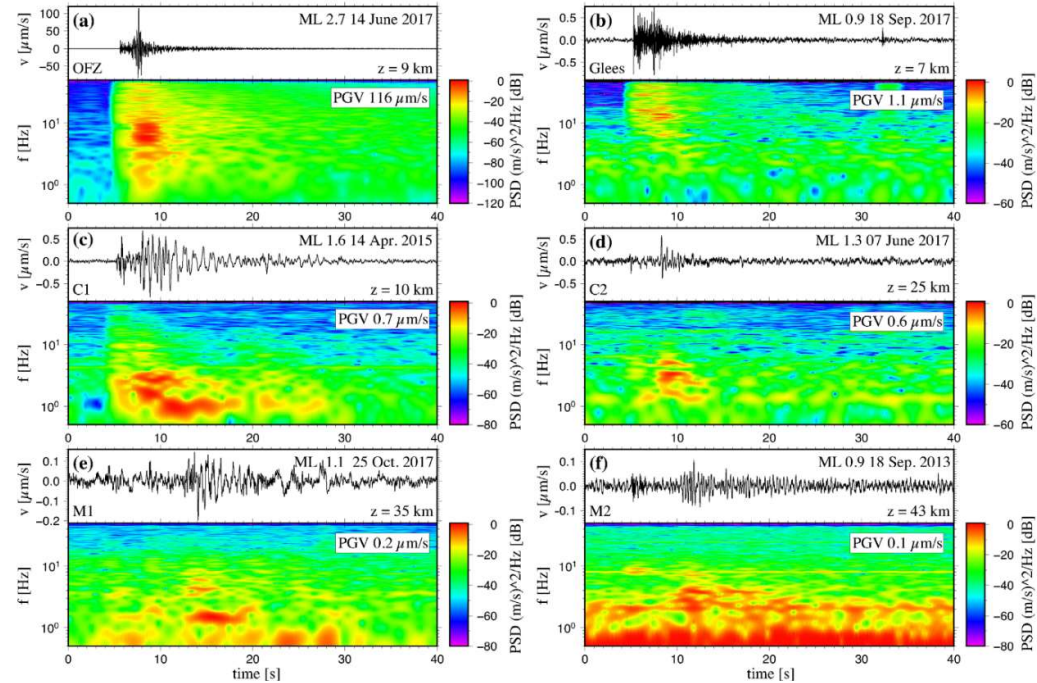 (a) ML 2.7 14 June 2017
v [µm/s]
100
50
0
−50
OFZ z = 9 km
PGV 116 µm/s
f [Hz]
10¹
10⁰
0 10 20 30 40
0
−20
−40
−60
−80
−100
−120
PSD (m/s)^2/Hz [dB]
(b) ML 0.9 18 Sep. 2017
v [µm/s]
0.5
0.0
−0.5
Glees z = 7 km
PGV 1.1 µm/s
f [Hz]
10¹
10⁰
0 10 20 30 40
0
−20
−40
−60
−80
PSD (m/s)^2/Hz [dB]
(c) ML 1.6 14 Apr. 2015
v [µm/s]
0.5
0.0
−0.5
C1 z = 10 km
PGV 0.7 µm/s
f [Hz]
10¹
10⁰
0 10 20 30 40
0
−20
−40
−60
−80
PSD (m/s)^2/Hz [dB]
(d) ML 1.3 07 June 2017
v [µm/s]
0.5
0.0
−0.5
C2 z = 25 km
PGV 0.6 µm/s
f [Hz]
10¹
10⁰
0 10 20 30 40
0
−20
−40
−60
−80
PSD (m/s)^2/Hz [dB]
(e) ML 1.1 25 Oct. 2017
v [µm/s]
0.1
0.0
−0.1
−0.2
M1 z = 35 km
PGV 0.2 µm/s
f [Hz]
10¹
10⁰
0 10 20 30 40
time [s]
0
−20
−40
−60
−80
PSD (m/s)^2/Hz [dB]
(f) ML 0.9 18 Sep. 2013
v [µm/s]
0.1
0.0
−0.1
M2 z = 43 km
PGV 0.1 µm/s
f [Hz]
10¹
10⁰
0 10 20 30 40
time [s]
0
−20
−40
−60
−80
PSD (m/s)^2/Hz [dB]